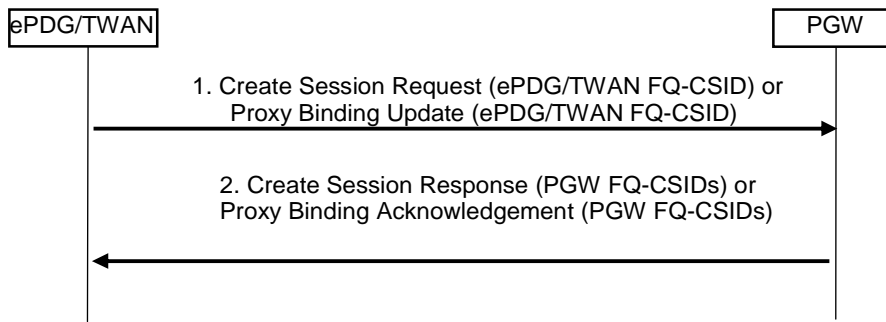 ePDG/TWAN
PGW
1. Create Session Request (ePDG/TWAN FQ-CSID) or
Proxy Binding Update (ePDG/TWAN FQ-CSID)
2. Create Session Response (PGW FQ-CSIDs) or
Proxy Binding Acknowledgement (PGW FQ-CSIDs)